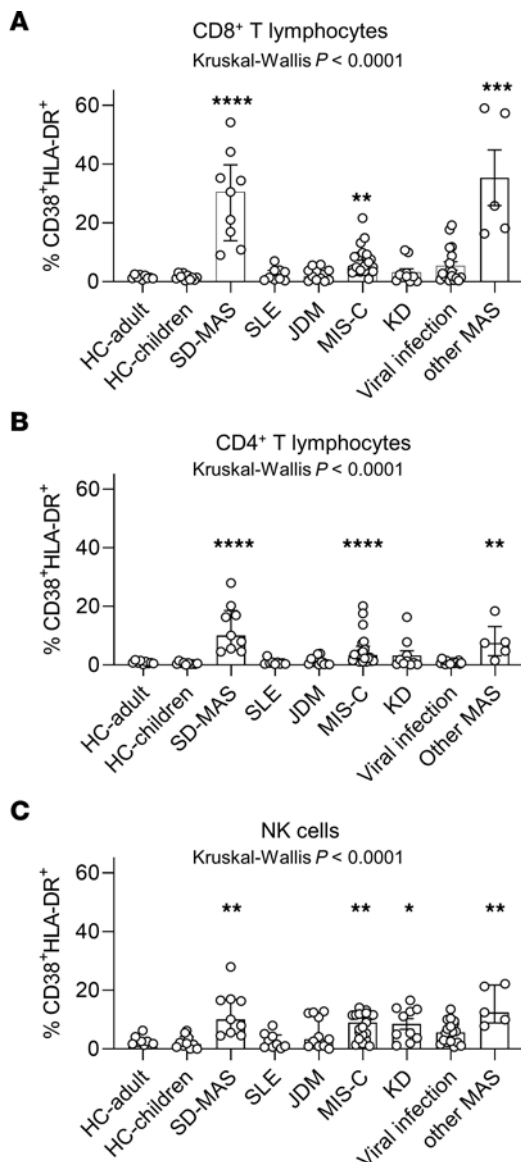 A
CD8⁺ T lymphocytes
Kruskal-Wallis P < 0.0001
% CD38⁺HLA-DR⁺
60
40
20
0
****
**
***
HC-adult
HC-children
SD-MAS
SLE
JDM
MIS-C
KD
Viral infection
other MAS
B
CD4⁺ T lymphocytes
Kruskal-Wallis P < 0.0001
% CD38⁺HLA-DR⁺
60
40
20
0
****
****
**
HC-adult
HC-children
SD-MAS
SLE
JDM
MIS-C
KD
Viral infection
Other MAS
C
NK cells
Kruskal-Wallis P < 0.0001
% CD38⁺HLA-DR⁺
60
40
20
0
**
**
*
**
HC-adult
HC-children
SD-MAS
SLE
JDM
MIS-C
KD
Viral infection
other MAS